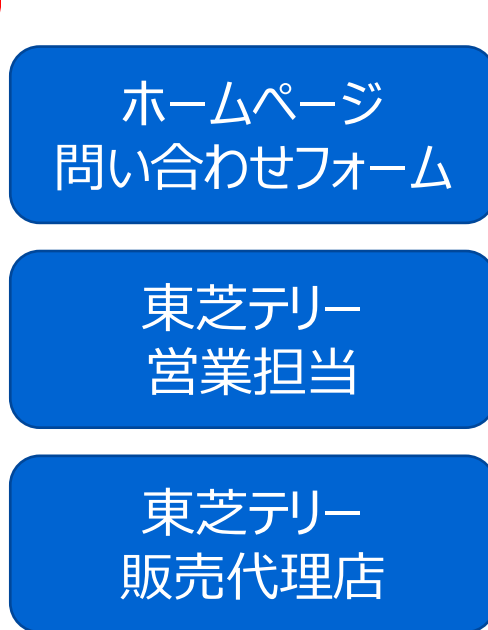 ホームページ
問い合わせフォーム
東芝テリー
営業担当
東芝テリー
販売代理店